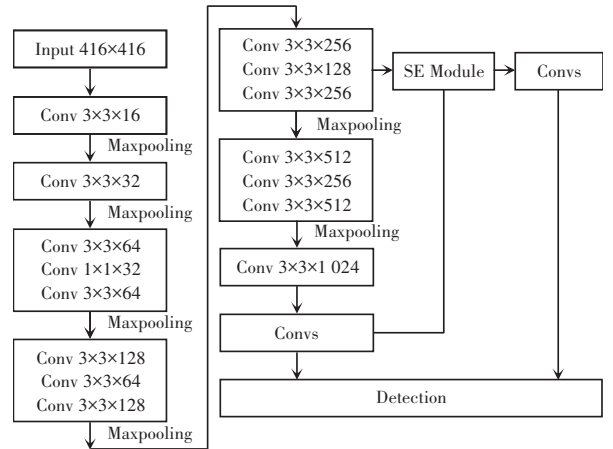 Input 416×416
Conv 3×3×16
Maxpooling
Conv 3×3×32
Maxpooling
Conv 3×3×64
Conv 1×1×32
Conv 3×3×64
Maxpooling
Conv 3×3×128
Conv 3×3×64
Conv 3×3×128
Maxpooling
Conv 3×3×256
Conv 3×3×128
Conv 3×3×256
Maxpooling
Conv 3×3×512
Conv 3×3×256
Conv 3×3×512
Maxpooling
Conv 3×3×1 024
Convs
SE Module
Convs
Detection